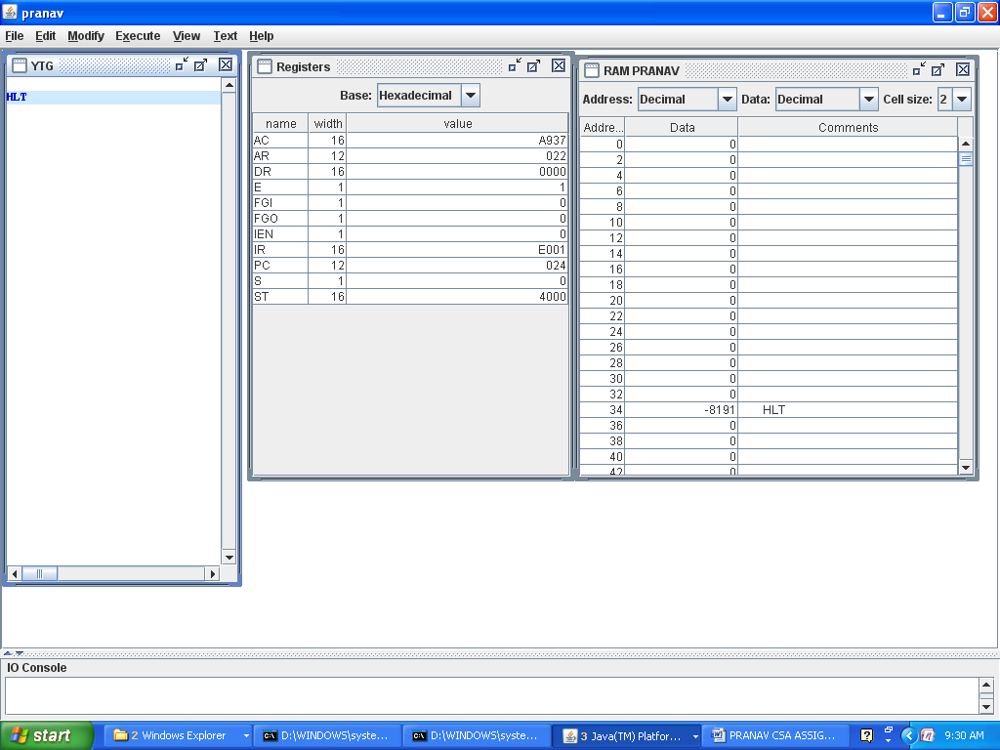 pranav
File Edit Modify Execute View Text Help
YTG
HLT
Registers
Base: Hexadecimal
name width value
AC 16 A937
AR 12 022
DR 16 0000
E 1 1
FGI 1 0
FGO 1 0
IEN 1 0
IR 16 E001
PC 12 024
S 1 0
ST 16 4000
RAM PRANAV
Address: Decimal Data: Decimal Cell size: 2
Addre... Data Comments
0 0
2 0
4 0
6 0
8 0
10 0
12 0
14 0
16 0
18 0
20 0
22 0
24 0
26 0
28 0
30 0
32 0
34 -8191 HLT
36 0
38 0
40 0
42 0
IO Console
start 2 Windows Explorer D:\WINDOWS\syste... D:\WINDOWS\syste... 3 Java(TM) Platfor... PRANAV CSA ASSIG... 9:30 AM